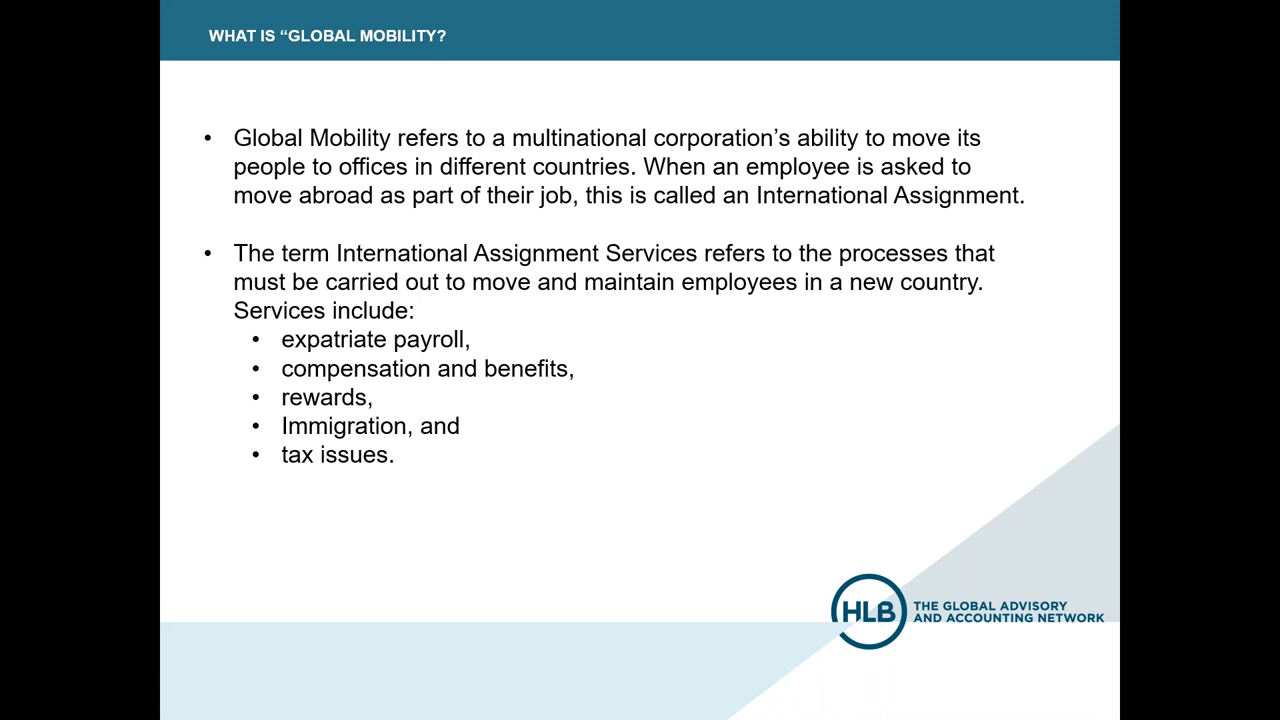 WHAT IS “GLOBAL MOBILITY?
• Global Mobility refers to a multinational corporation’s ability to move its
people to offices in different countries. When an employee is asked to
move abroad as part of their job, this is called an International Assignment.
• The term International Assignment Services refers to the processes that
must be carried out to move and maintain employees in a new country.
Services include:
• expatriate payroll,
• compensation and benefits,
• rewards,
• Immigration, and
• tax issues.
HLB
THE GLOBAL ADVISORY
AND ACCOUNTING NETWORK